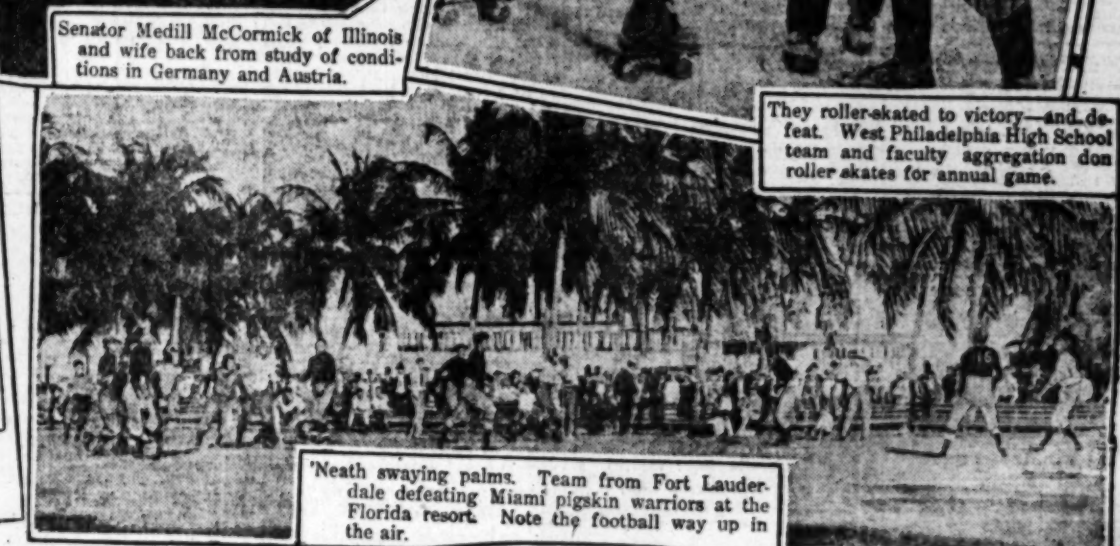 Senator Medill McCormick of Illinois
and wife back from study of condi-
tions in Germany and Austria.
They roller-skated to victory—and de-
feat. West Philadelphia High School
team and faculty aggregation don
roller skates for annual game.
16
'Neath swaying palms. Team from Fort Lauder-
dale defeating Miami pigskin warriors at the
Florida resort. Note the football way up in
the air.